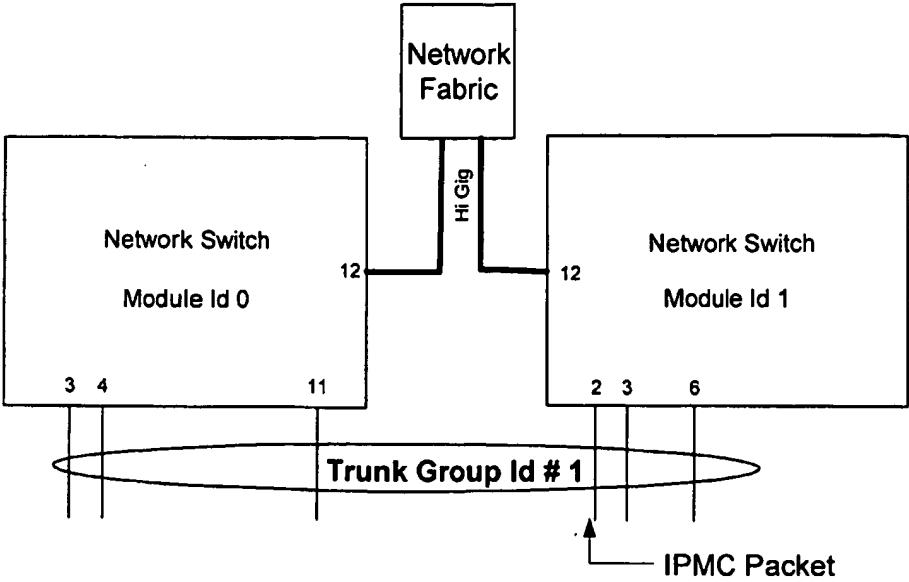 Network
Fabric
Hi Gig
Network Switch
Module Id 0
12
3 4 11
Network Switch
Module Id 1
12
2 3 6
Trunk Group Id # 1
IPMC Packet